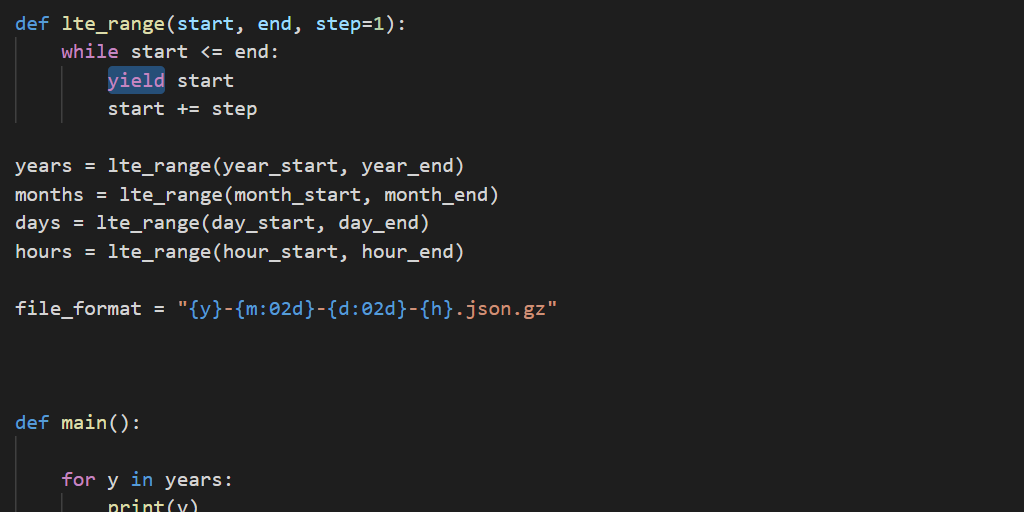 def lte_range(start, end, step=1):
    while start <= end:
        yield start
        start += step
years = lte_range(year_start, year_end)
months = lte_range(month_start, month_end)
days = lte_range(day_start, day_end)
hours = lte_range(hour_start, hour_end)
file_format = "{y}-{m:02d}-{d:02d}-{h}.json.gz"
def main():
    for y in years:
        print(y)